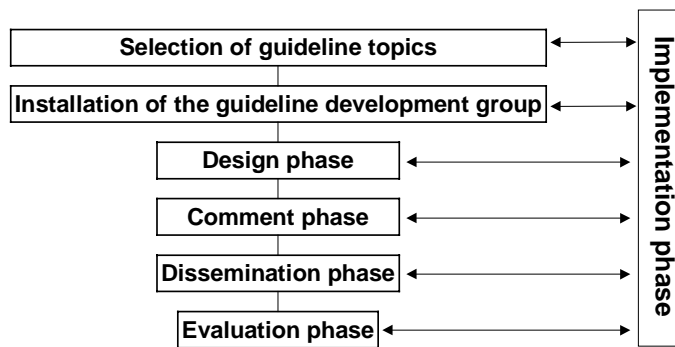 Selection of guideline topics
Installation of the guideline development group
Design phase
Comment phase
Dissemination phase
Evaluation phase
Implementation phase